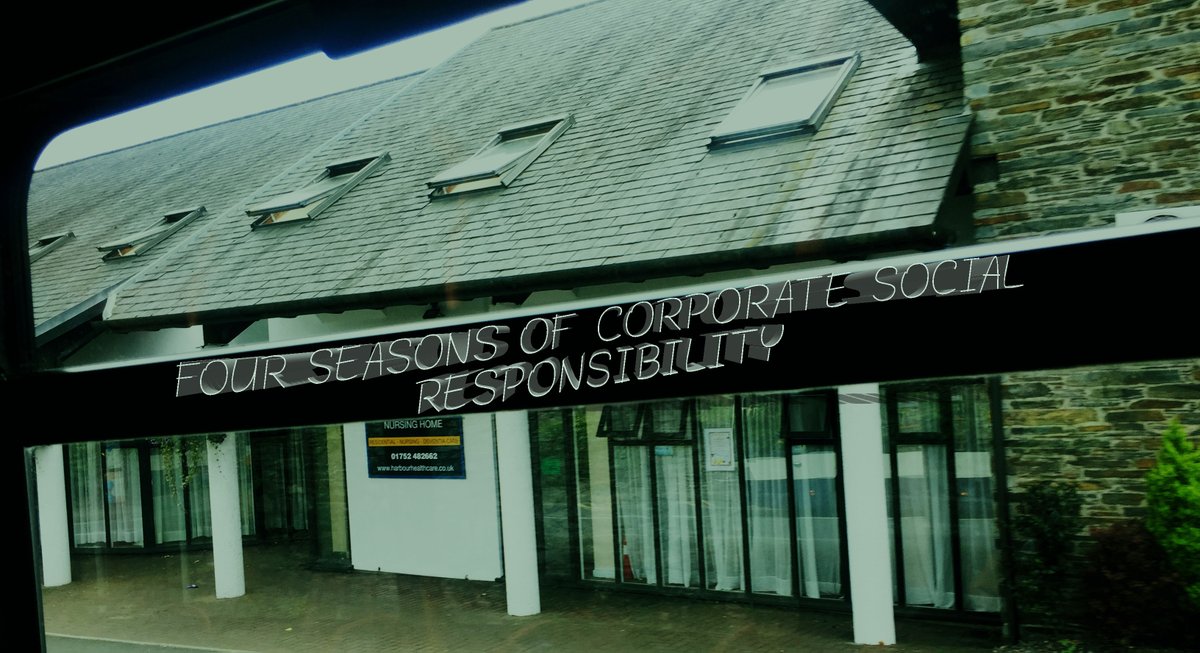 FOUR SEASONS OF CORPORATE SOCIAL
RESPONSIBILITY
NURSING HOME
RESIDENTIAL - NURSING - DEMENTIA CARE
01752 482662
www.harbourhealthcare.co.uk